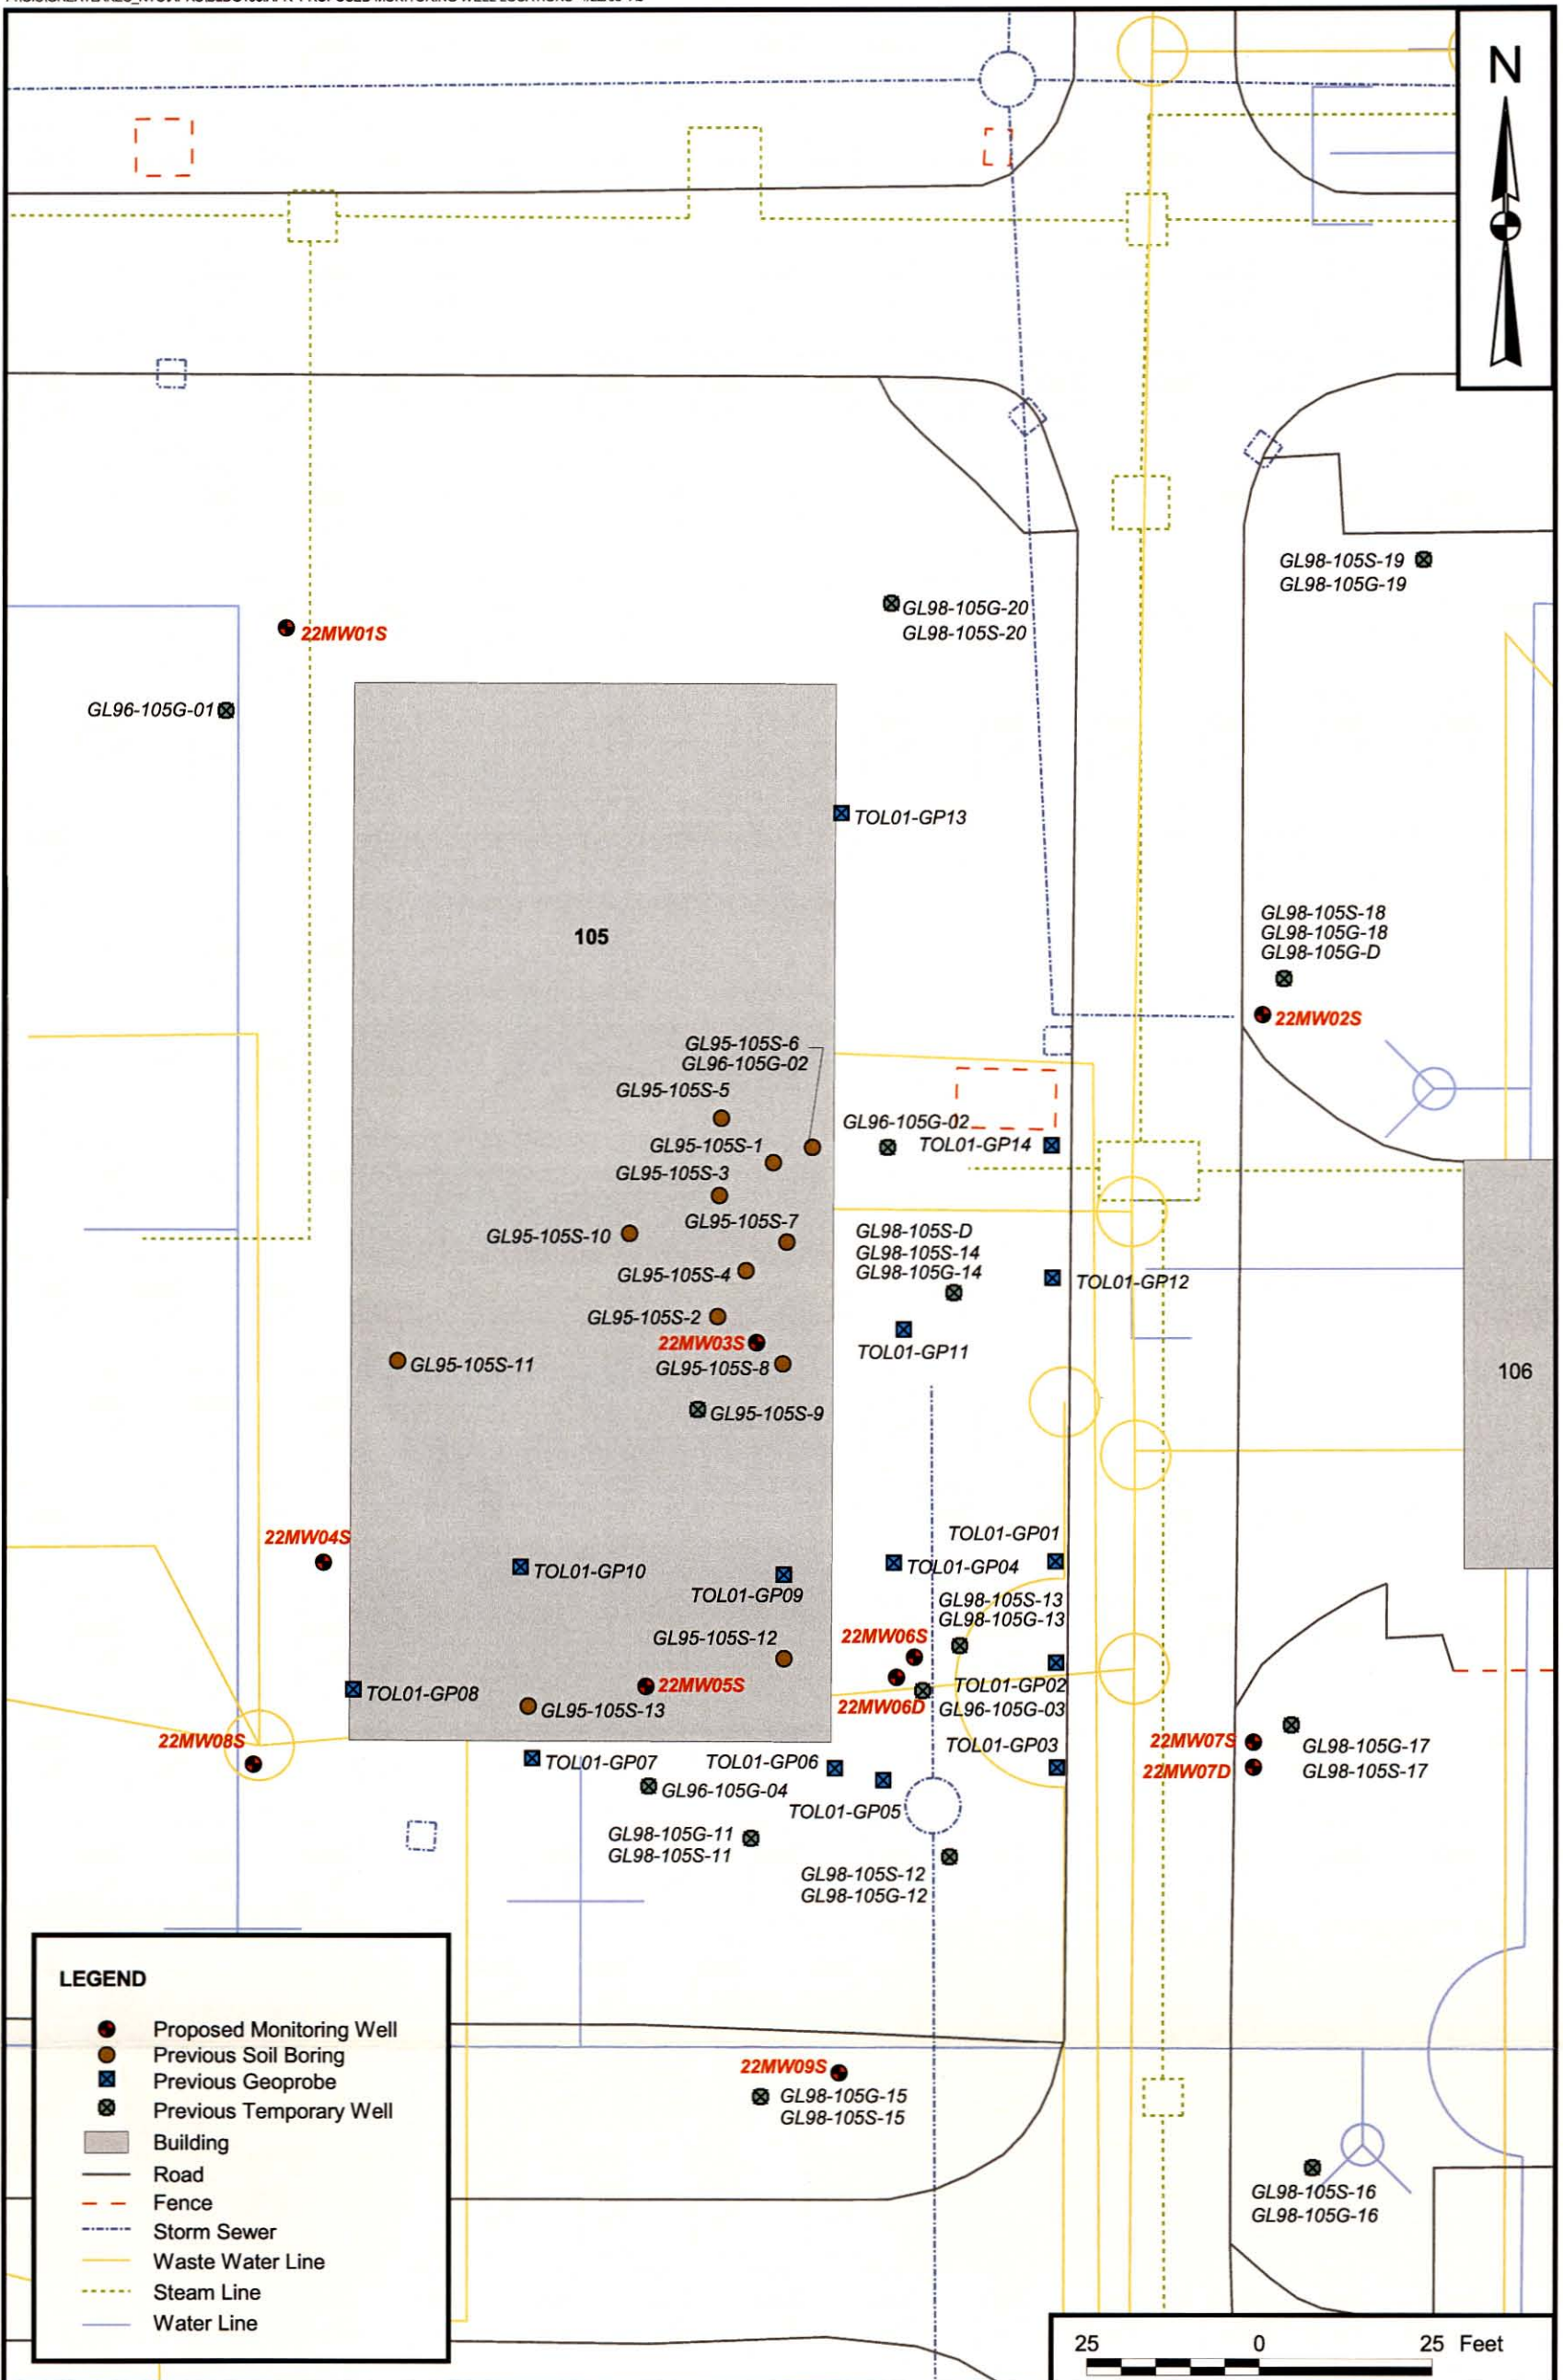 N
GL98-105S-19
GL98-105G-19
GL98-105G-20
GL98-105S-20
22MW01S
GL96-105G-01
TOL01-GP13
105
GL98-105S-18
GL98-105G-18
GL98-105G-D
22MW02S
GL95-105S-6
GL96-105G-02
GL95-105S-5
GL96-105G-02
GL95-105S-1
TOL01-GP14
GL95-105S-3
GL95-105S-7
GL95-105S-10
GL98-105S-D
GL98-105S-14
GL98-105G-14
GL95-105S-4
TOL01-GP12
GL95-105S-2
22MW03S
TOL01-GP11
GL95-105S-11
GL95-105S-8
106
GL95-105S-9
22MW04S
TOL01-GP01
TOL01-GP10
TOL01-GP04
TOL01-GP09
GL98-105S-13
GL98-105G-13
GL95-105S-12
22MW06S
22MW05S
TOL01-GP02
TOL01-GP08
22MW06D
GL96-105G-03
GL95-105S-13
22MW08S
TOL01-GP03
22MW07S
GL98-105G-17
TOL01-GP07
TOL01-GP06
22MW07D
GL98-105S-17
GL96-105G-04
TOL01-GP05
GL98-105G-11
GL98-105S-11
GL98-105S-12
GL98-105G-12
LEGEND
Proposed Monitoring Well
Previous Soil Boring
Previous Geoprobe
Previous Temporary Well
Building
Road
Fence
Storm Sewer
Waste Water Line
Steam Line
Water Line
22MW09S
GL98-105G-15
GL98-105S-15
GL98-105S-16
GL98-105G-16
25 0 25 Feet